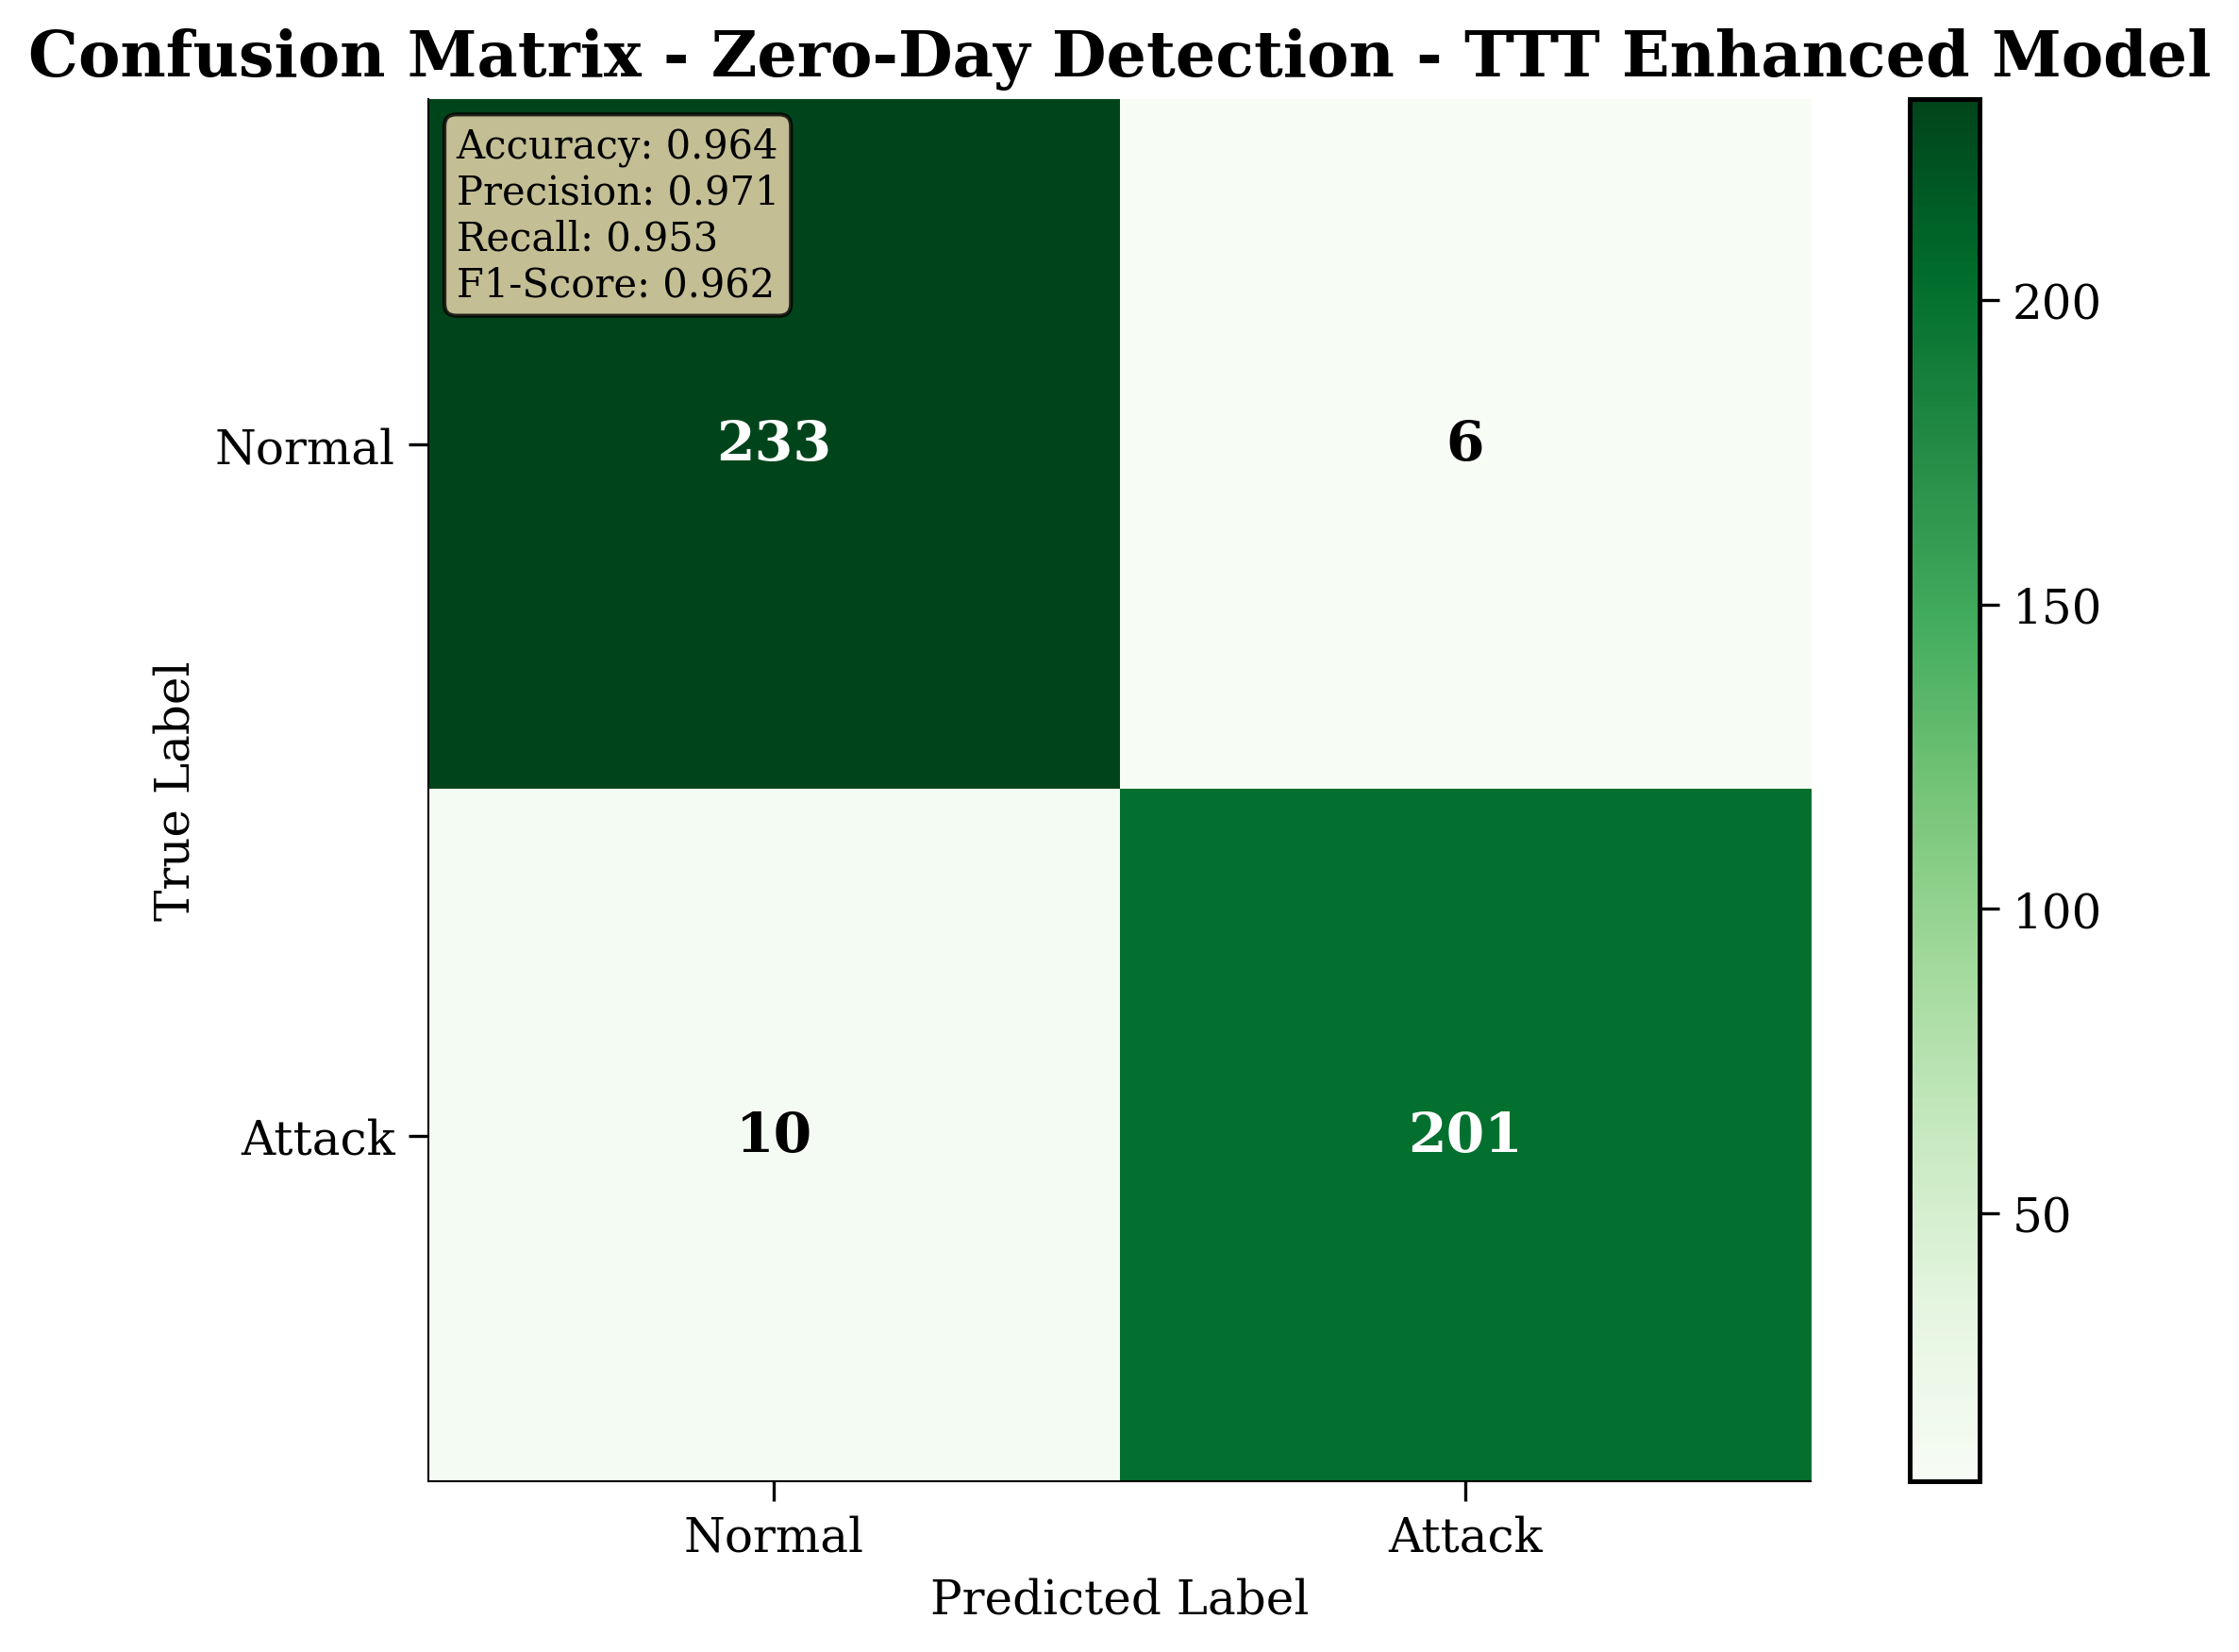 Confusion Matrix - Zero-Day Detection - TTT Enhanced Model
Accuracy: 0.964
Precision: 0.971
Recall: 0.953
F1-Score: 0.962
True Label
Normal
233
6
Attack
10
201
Normal
Attack
Predicted Label
200
150
100
50